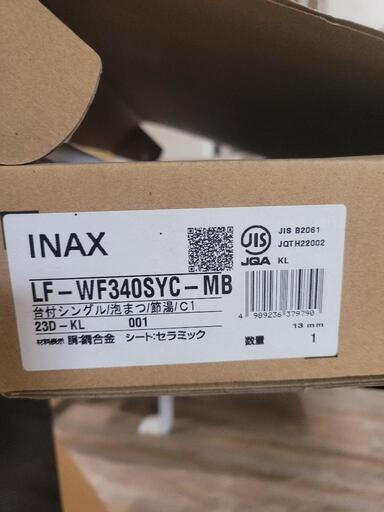 INAX
JIS
JIS B2061
JQTH22002
JQA KL
LF-WF340SYC-MB
台付シングル/泡まつ/節湯/C1
23D-KL 001
材料表示 胴:銅合金 シート:セラミック
4 989236 379790
13 mm
数量 1